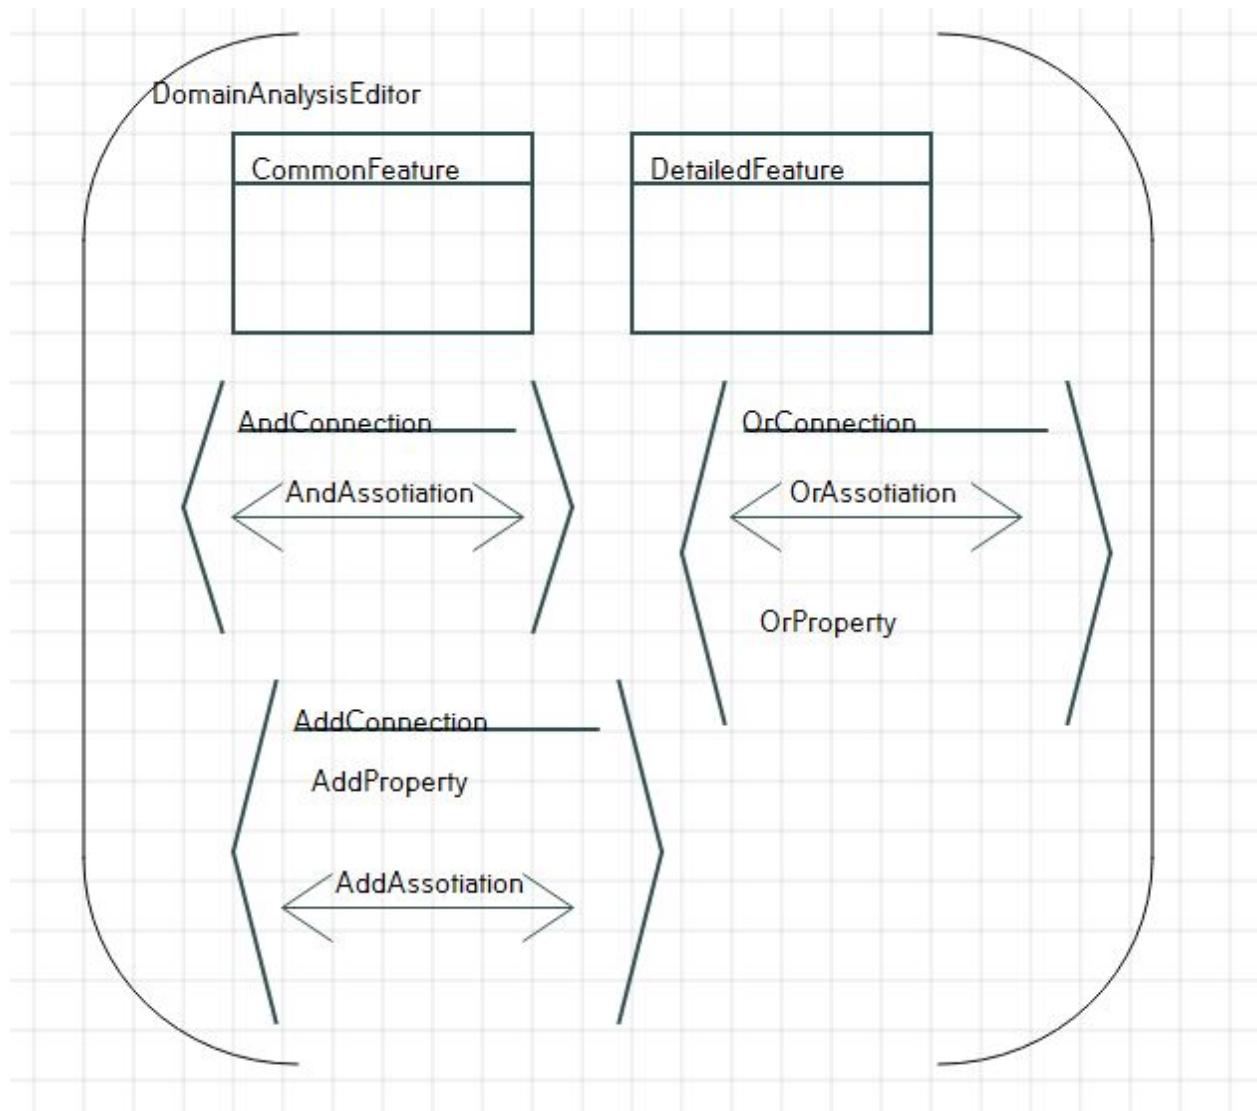 DomainAnalysisEditor
CommonFeature
DetailedFeature
AndConnection
AndAssotiation
OrConnection
OrAssotiation
OrProperty
AddConnection
AddProperty
AddAssotiation